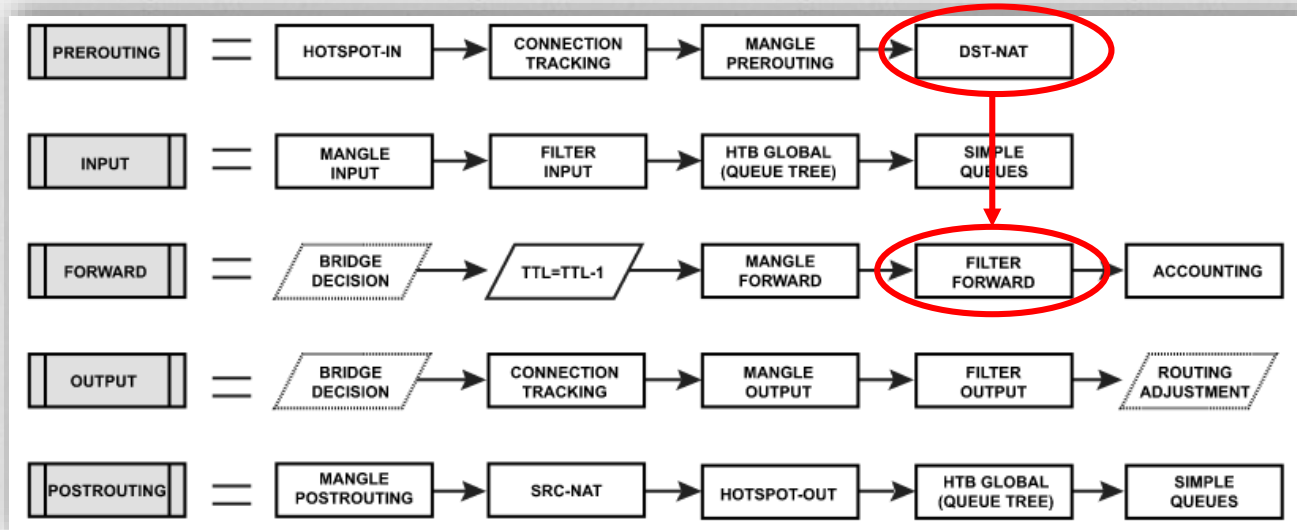 PREROUTING
HOTSPOT-IN
CONNECTION
TRACKING
MANGLE
PREROUTING
DST-NAT
INPUT
MANGLE
INPUT
FILTER
INPUT
HTB GLOBAL
(QUEUE TREE)
SIMPLE
QUEUES
FORWARD
BRIDGE
DECISION
TTL=TTL-1
MANGLE
FORWARD
FILTER
FORWARD
ACCOUNTING
OUTPUT
BRIDGE
DECISION
CONNECTION
TRACKING
MANGLE
OUTPUT
FILTER
OUTPUT
ROUTING
ADJUSTMENT
POSTROUTING
MANGLE
POSTROUTING
SRC-NAT
HOTSPOT-OUT
HTB GLOBAL
(QUEUE TREE)
SIMPLE
QUEUES